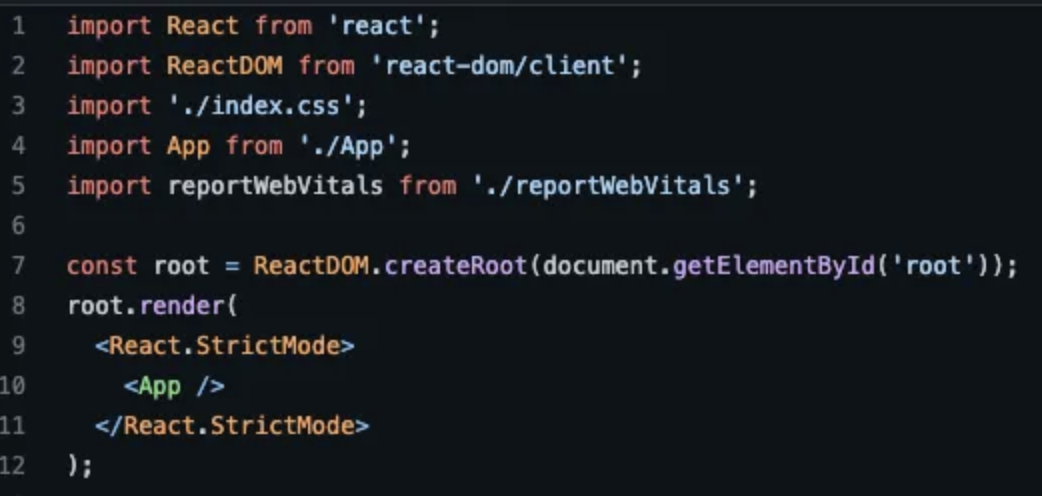 1 import React from 'react';
2 import ReactDOM from 'react-dom/client';
3 import './index.css';
4 import App from './App';
5 import reportWebVitals from './reportWebVitals';
6
7 const root = ReactDOM.createRoot(document.getElementById('root'));
8 root.render(
9   <React.StrictMode>
10     <App />
11   </React.StrictMode>
12 );